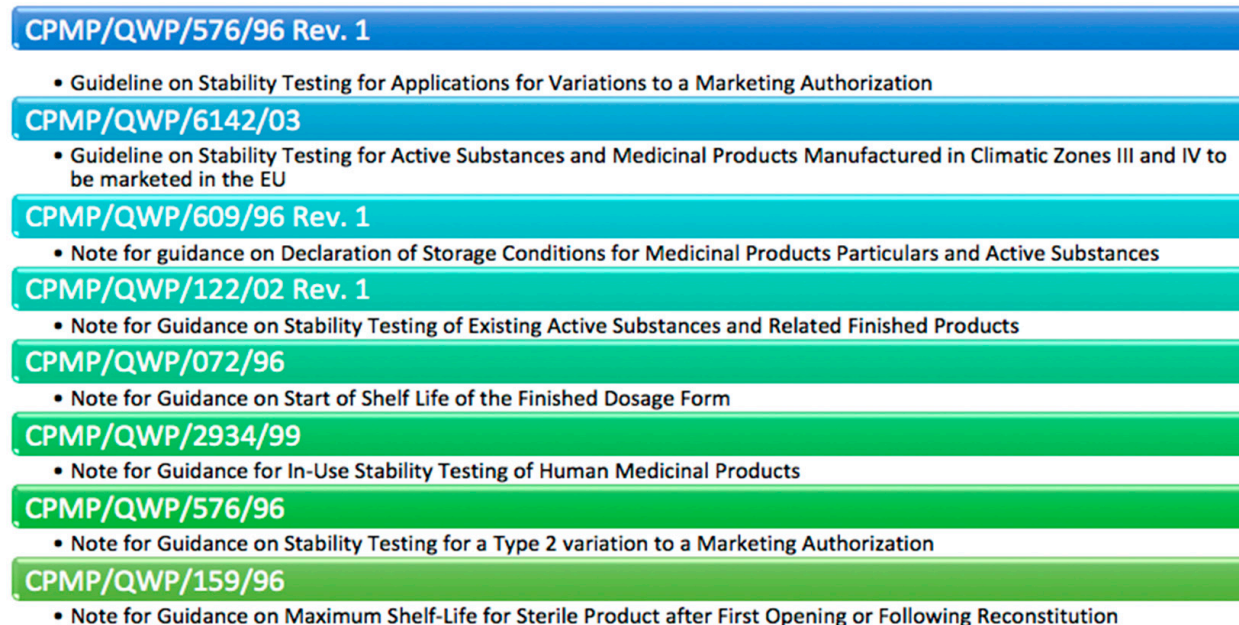 CPMP/QWP/576/96 Rev. 1
• Guideline on Stability Testing for Applications for Variations to a Marketing Authorization
CPMP/QWP/6142/03
• Guideline on Stability Testing for Active Substances and Medicinal Products Manufactured in Climatic Zones III and IV to
be marketed in the EU
CPMP/QWP/609/96 Rev. 1
• Note for guidance on Declaration of Storage Conditions for Medicinal Products Particulars and Active Substances
CPMP/QWP/122/02 Rev. 1
• Note for Guidance on Stability Testing of Existing Active Substances and Related Finished Products
CPMP/QWP/072/96
• Note for Guidance on Start of Shelf Life of the Finished Dosage Form
CPMP/QWP/2934/99
• Note for Guidance for In-Use Stability Testing of Human Medicinal Products
CPMP/QWP/576/96
• Note for Guidance on Stability Testing for a Type 2 variation to a Marketing Authorization
CPMP/QWP/159/96
• Note for Guidance on Maximum Shelf-Life for Sterile Product after First Opening or Following Reconstitution